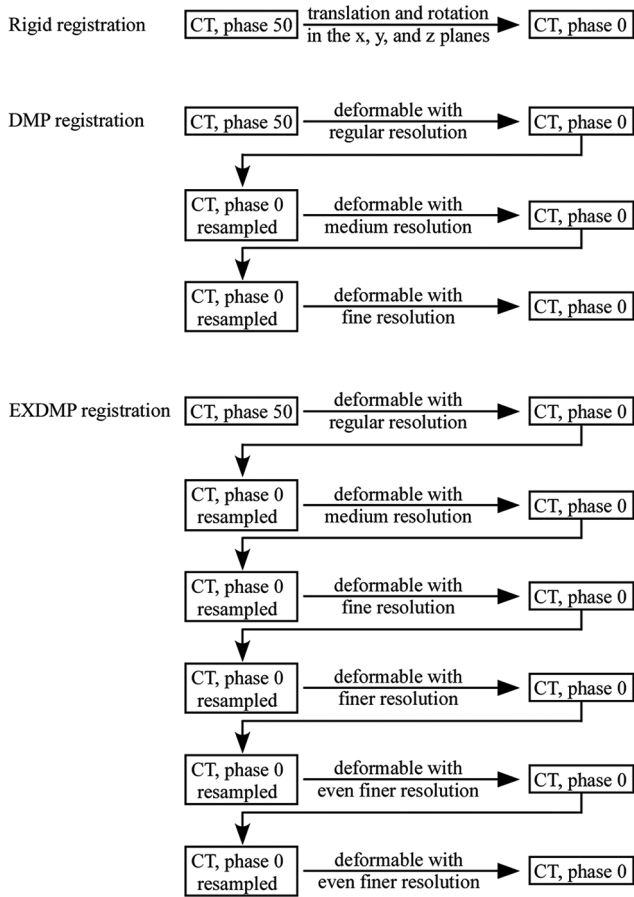 Rigid registration CT, phase 50 translation and rotation CT, phase 0
in the x, y, and z planes
DMP registration CT, phase 50 deformable with CT, phase 0
regular resolution
CT, phase 0 deformable with CT, phase 0
resampled medium resolution
CT, phase 0 deformable with CT, phase 0
resampled fine resolution
EXDMP registration CT, phase 50 deformable with CT, phase 0
regular resolution
CT, phase 0 deformable with CT, phase 0
resampled medium resolution
CT, phase 0 deformable with CT, phase 0
resampled fine resolution
CT, phase 0 deformable with CT, phase 0
resampled finer resolution
CT, phase 0 deformable with CT, phase 0
resampled even finer resolution
CT, phase 0 deformable with CT, phase 0
resampled even finer resolution